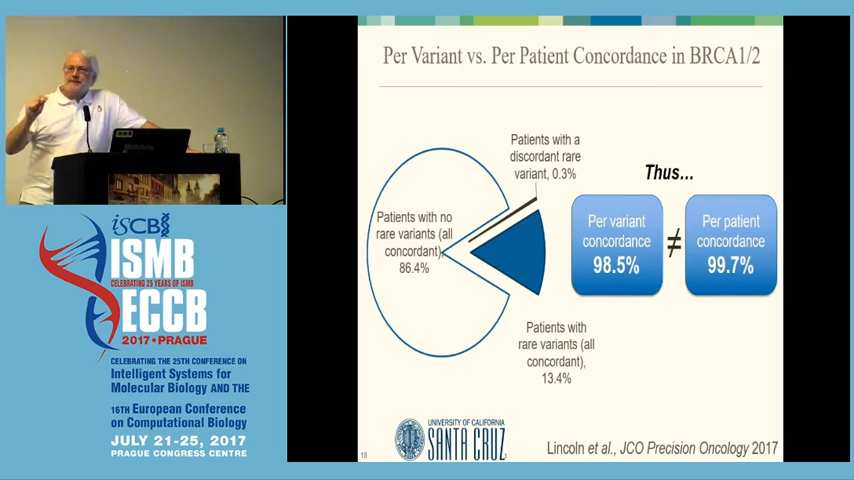 Per Variant vs. Per Patient Concordance in BRCA1/2
Patients with a
discordant rare
variant, 0.3%
Thus...
Patients with no
rare variants (all
concordant),
86.4%
Per variant
concordance
98.5%
≠
Per patient
concordance
99.7%
Patients with
rare variants (all
concordant),
13.4%
18
UNIVERSITY OF CALIFORNIA
SANTA CRUZ
Lincoln et al., JCO Precision Oncology 2017
iSCB
ISMB
CELEBRATING 25 YEARS OF ISMB
ECCB
2017 • PRAGUE
CELEBRATING THE 25TH CONFERENCE ON
Intelligent Systems for
Molecular Biology AND THE
16TH European Conference
on Computational Biology
JULY 21-25, 2017
PRAGUE CONGRESS CENTRE